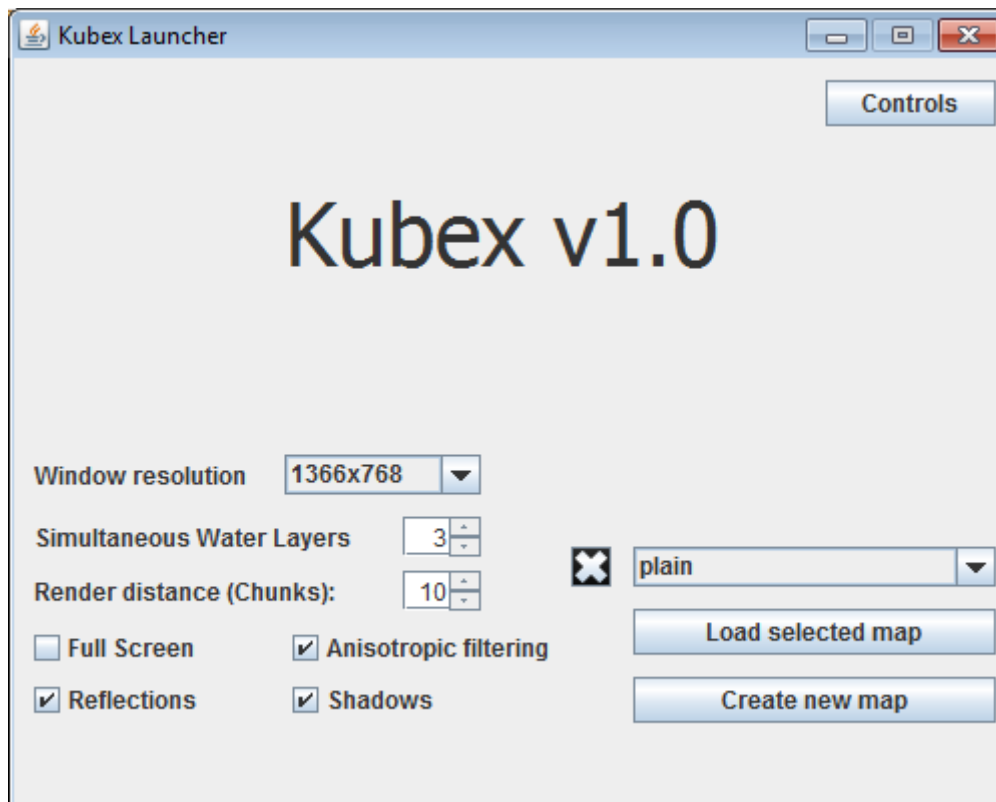 Kubex Launcher
Controls
Kubex v1.0
Window resolution 1366x768
Simultaneous Water Layers 3
Render distance (Chunks): 10
plain
Load selected map
Full Screen Anisotropic filtering
Reflections Shadows
Create new map